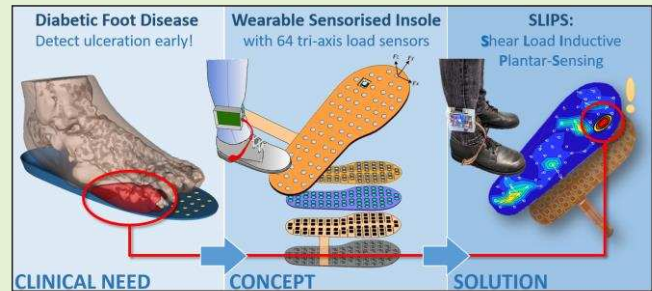 Diabetic Foot Disease
Detect ulceration early!
CLINICAL NEED
Wearable Sensorised Insole
with 64 tri-axis load sensors
CONCEPT
SLIPS:
Shear Load Inductive
Plantar-Sensing
!
SOLUTION